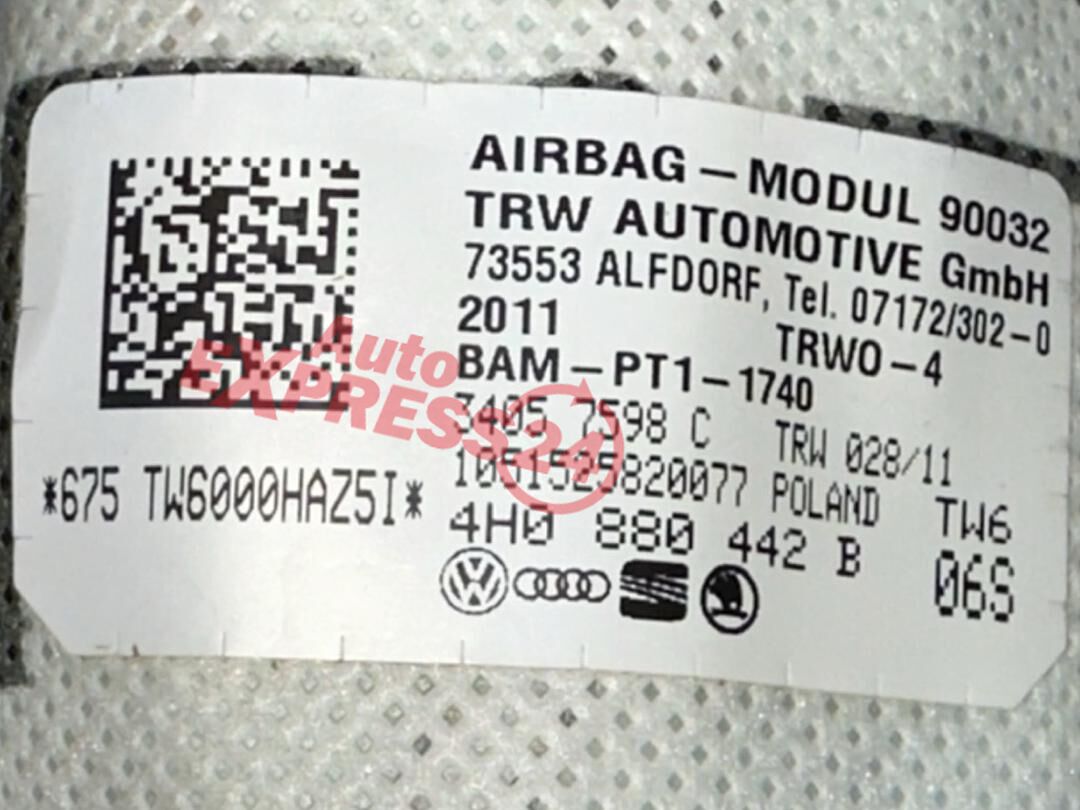 AIRBAG – MODUL 90032
TRW AUTOMOTIVE GmbH
73553 ALFDORF, Tel. 07172/302-0
2011 TRWO-4
BAM-PT1-1740
3405 7598 C TRW 028/11
1051525820077 POLAND TW6
*675 TW6000HAZ5I*
4H0 880 442 B 06S
Auto
EXPRESS24